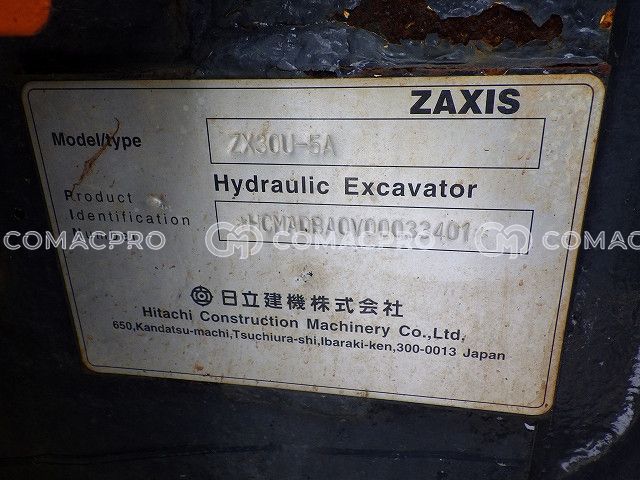 ZAXIS
Model/type ZX30U-5A
Hydraulic Excavator
Product
Identification
Number
COMACPRO COMACPRO COMACPRO
日立建機株式会社
Hitachi Construction Machinery Co.,Ltd.
650,Kandatsu-machi,Tsuchiura-shi,Ibaraki-ken,300-0013 Japan